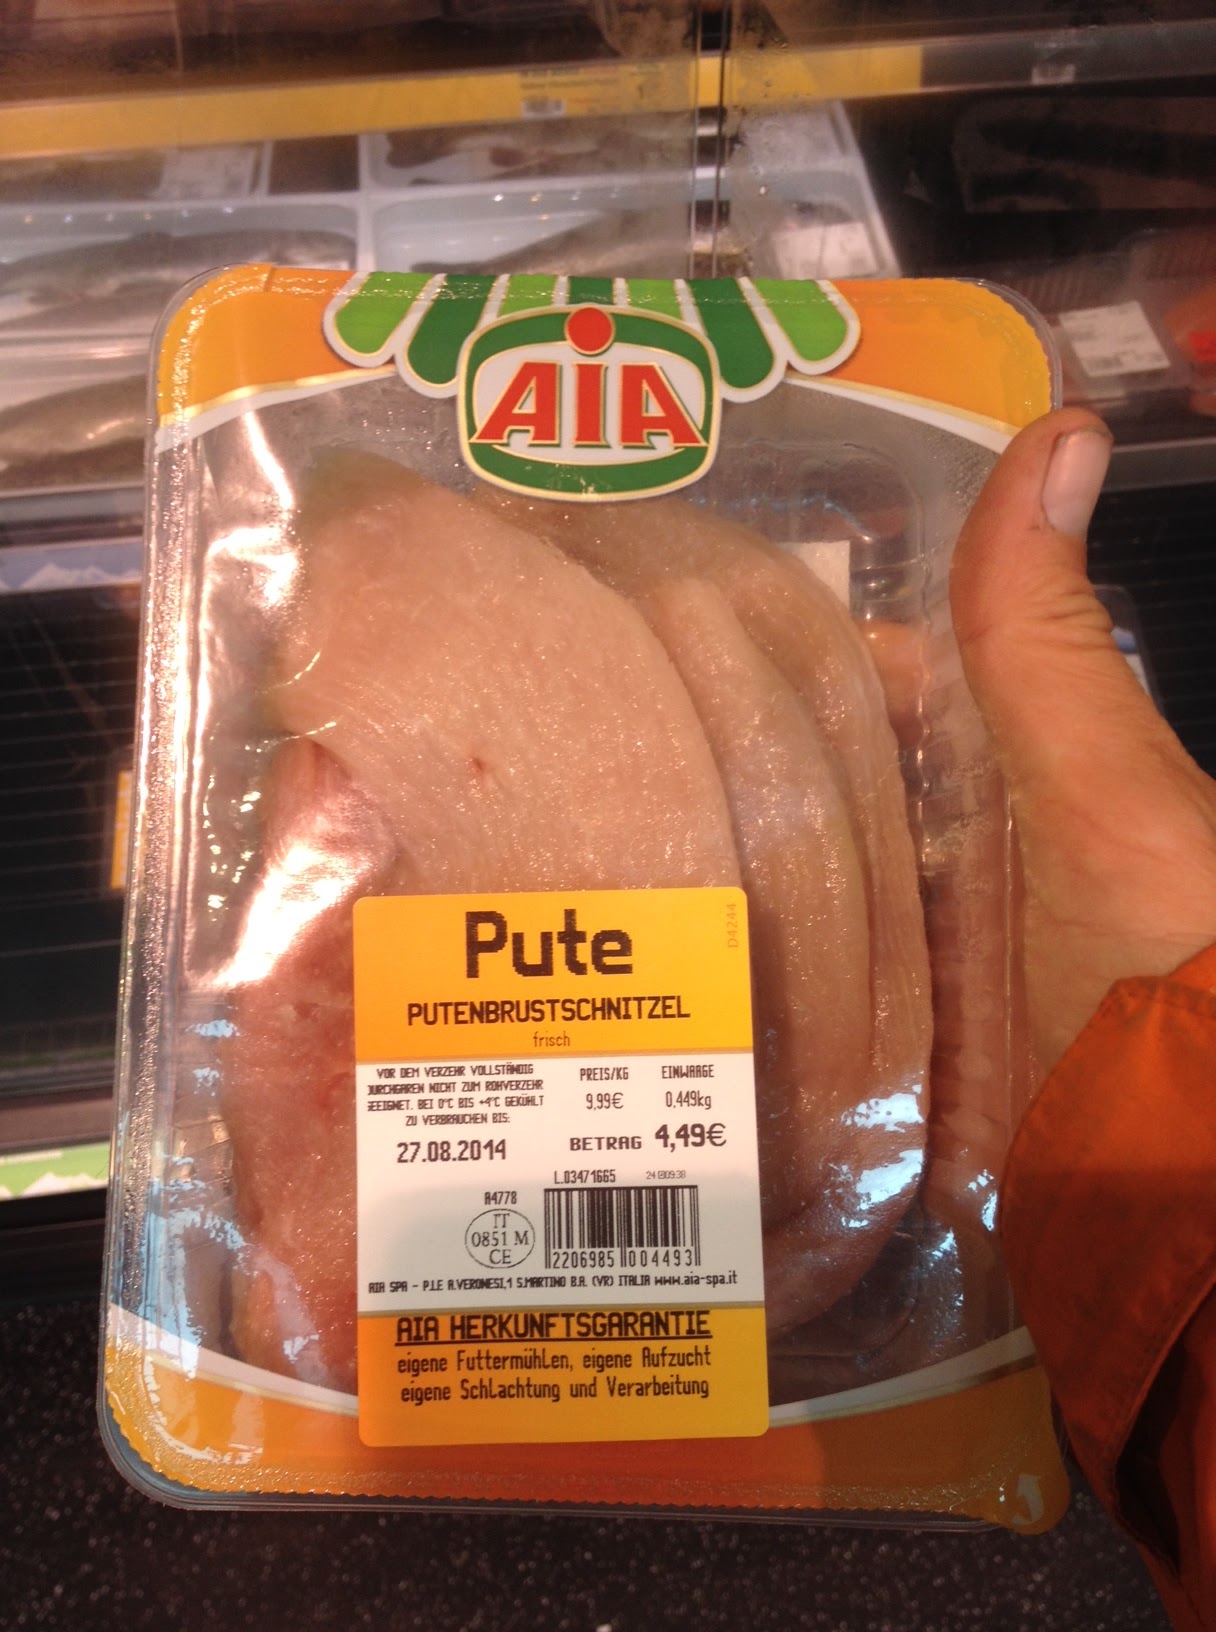 AIA
Pute
D4244
PUTENBRUSTSCHNITZEL
frisch
VOR DEM VERZEHR VOLLSTÄNDIG
DURCHGAREN NICHT ZUM ROHVERZEHR
GEEIGNET. BEI 0°C BIS +4°C GEKÜHLT
ZU VERBRAUCHEN BIS:
27.08.2014
PREIS/KG EINWAAGE
9,99€ 0,449kg
BETRAG 4,49€
L.03471665
A4778
IT
0851 M
CE
2206985 004493
AIA SPA - P.LE A.VERONESI,1 S.MARTINO B.A. (VR) ITALIA www.aia-spa.it
AIA HERKUNFTSGARANTIE
eigene Futtermühlen, eigene Aufzucht
eigene Schlachtung und Verarbeitung